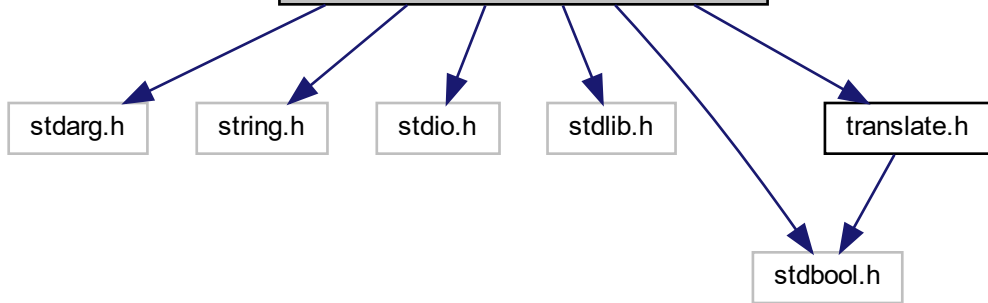 stdarg.h
string.h
stdio.h
stdlib.h
translate.h
stdbool.h